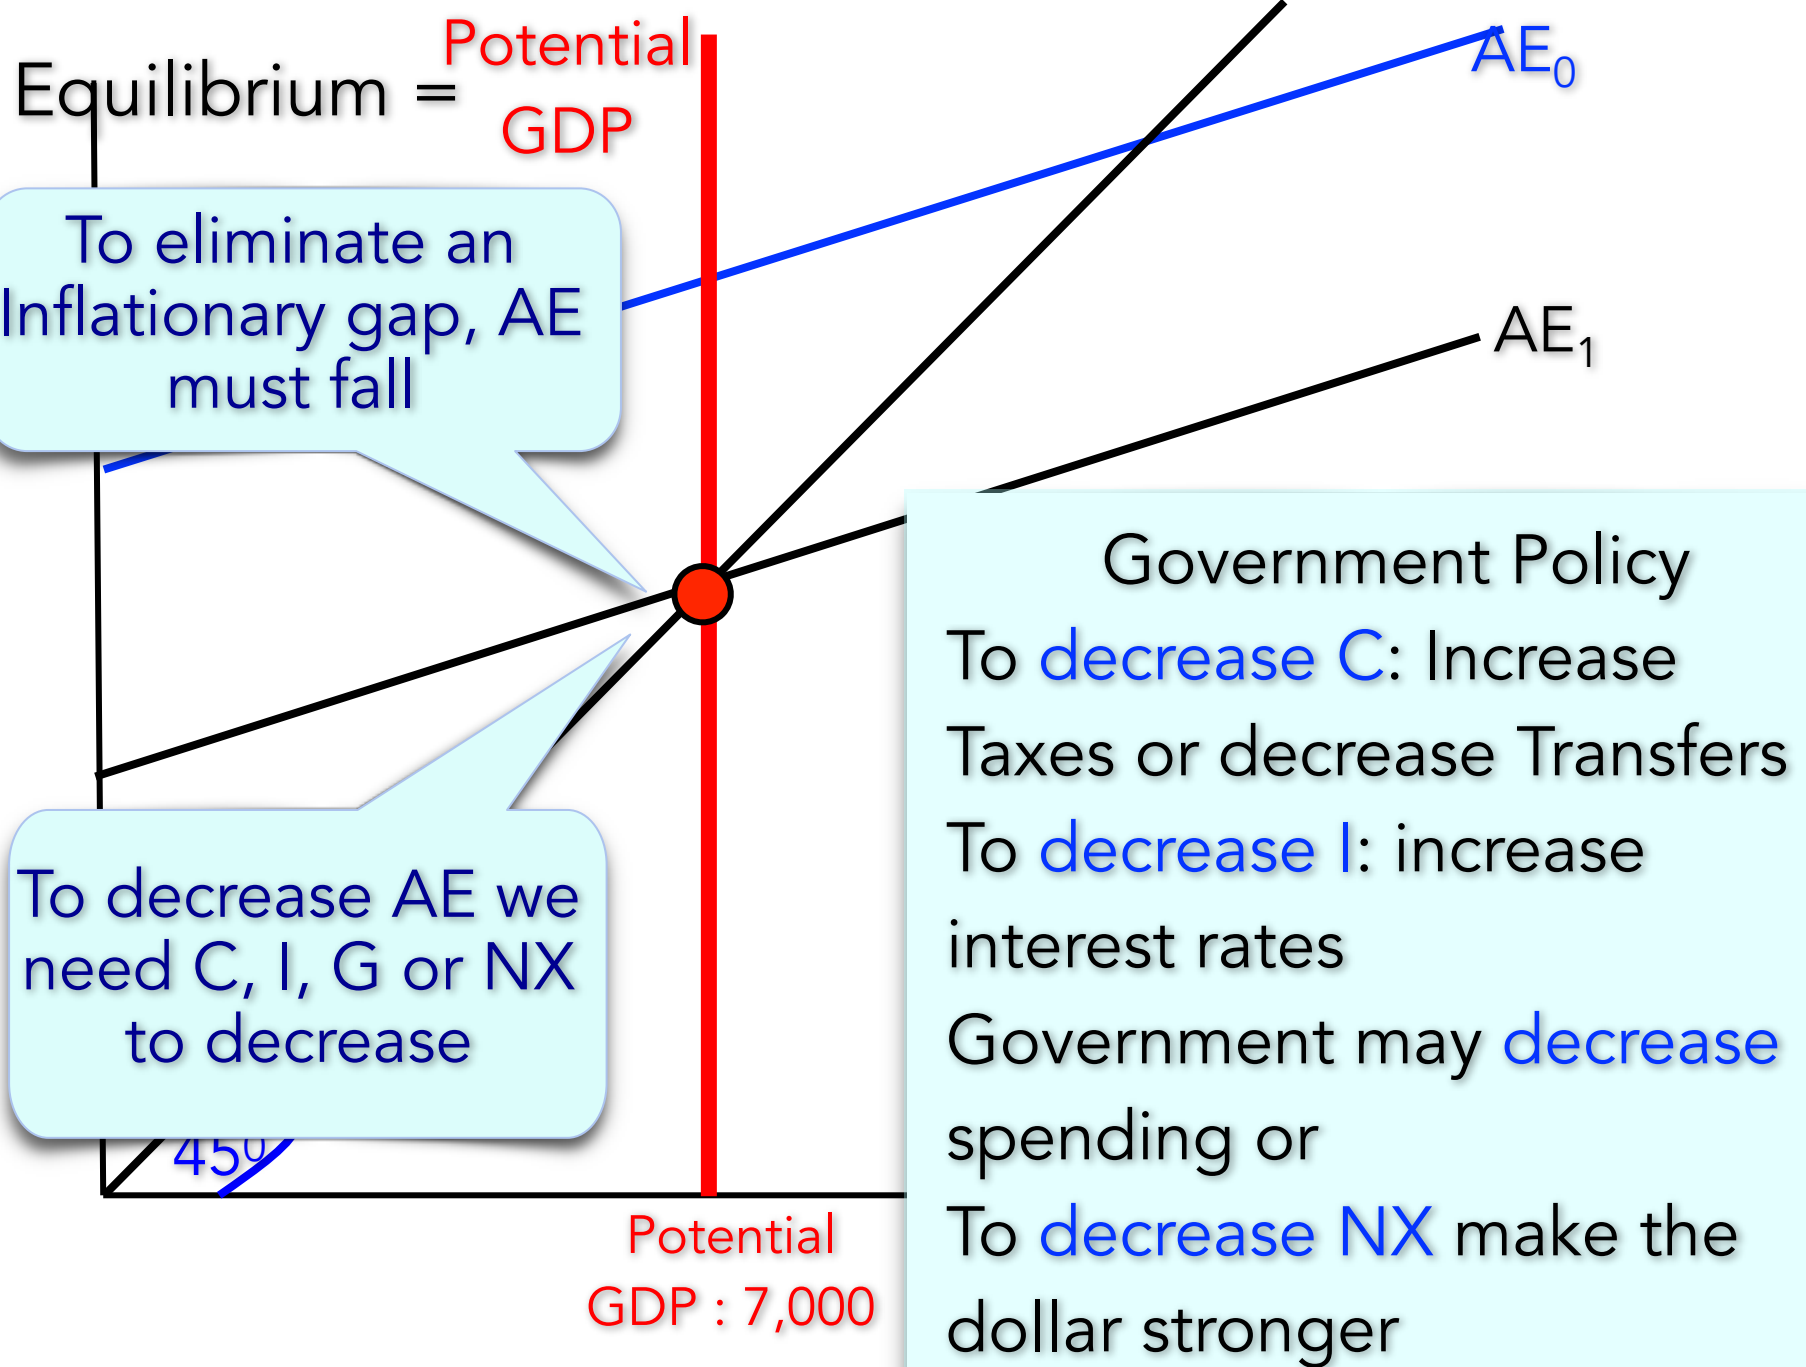 Equilibrium =
Potential
GDP
AE₀
To eliminate an
Inflationary gap, AE
must fall
AE₁
Government Policy
To decrease C: Increase
Taxes or decrease Transfers
To decrease I: increase
interest rates
Government may decrease
spending or
To decrease NX make the
dollar stronger
To decrease AE we
need C, I, G or NX
to decrease
45⁰
Potential
GDP : 7,000